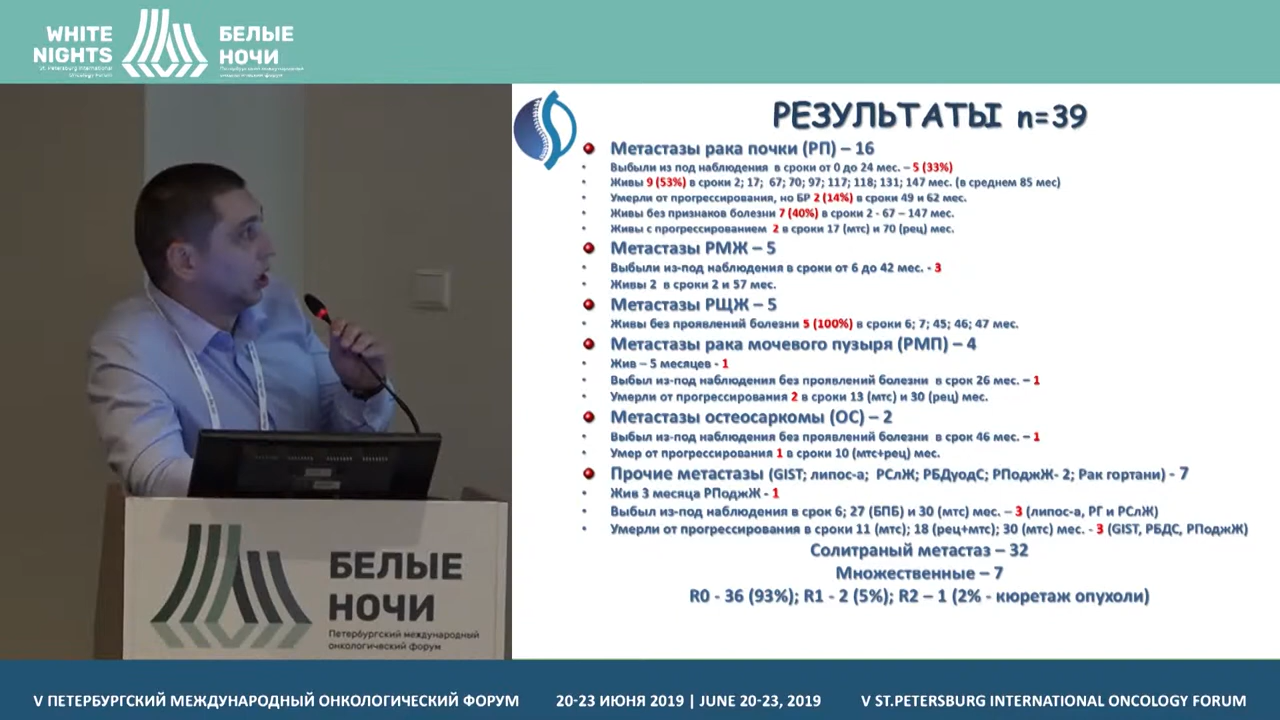 WHITE
NIGHTS
St. Petersburg International
Oncology Forum
БЕЛЫЕ
НОЧИ
Петербургский международный
онкологический форум
РЕЗУЛЬТАТЫ n=39
Метастазы рака почки (РП) – 16
Выбыли из под наблюдения в сроки от 0 до 24 мес. – 5 (33%)
Живы 9 (53%) в сроки 2; 17; 67; 70; 97; 117; 118; 131; 147 мес. (в среднем 85 мес)
Умерли от прогрессирования, но БР 2 (14%) в сроки 49 и 62 мес.
Живы без признаков болезни 7 (40%) в сроки 2 - 67 – 147 мес.
Живы с прогрессированием 2 в сроки 17 (мтс) и 70 (рец) мес.
Метастазы РМЖ – 5
Выбыли из-под наблюдения в сроки от 6 до 42 мес. - 3
Живы 2 в сроки 2 и 57 мес.
Метастазы РЩЖ – 5
Живы без проявлений болезни 5 (100%) в сроки 6; 7; 45; 46; 47 мес.
Метастазы рака мочевого пузыря (РМП) – 4
Жив – 5 месяцев - 1
Выбыл из-под наблюдения без проявлений болезни в срок 26 мес. – 1
Умерли от прогрессирования 2 в сроки 13 (мтс) и 30 (рец) мес.
Метастазы остеосаркомы (ОС) – 2
Выбыл из-под наблюдения без проявлений болезни в срок 46 мес. – 1
Умер от прогрессирования 1 в сроки 10 (мтс+рец) мес.
Прочие метастазы (GIST; липос-а; РСлЖ; РБДуодС; РПоджЖ- 2; Рак гортани) - 7
Жив 3 месяца РПоджЖ - 1
Выбыл из-под наблюдения в срок 6; 27 (БПБ) и 30 (мтс) мес. – 3 (липос-а, РГ и РСлЖ)
Умерли от прогрессирования в сроки 11 (мтс); 18 (рец+мтс); 30 (мтс) мес. - 3 (GIST, РБДС, РПоджЖ)
Солитраный метастаз – 32
Множественные – 7
R0 - 36 (93%); R1 - 2 (5%); R2 – 1 (2% - кюретаж опухоли)
БЕЛЫЕ
НОЧИ
Петербургский международный
онкологический форум
V ПЕТЕРБУРГСКИЙ МЕЖДУНАРОДНЫЙ ОНКОЛОГИЧЕСКИЙ ФОРУМ 20-23 ИЮНЯ 2019 | JUNE 20-23, 2019 V ST.PETERSBURG INTERNATIONAL ONCOLOGY FORUM